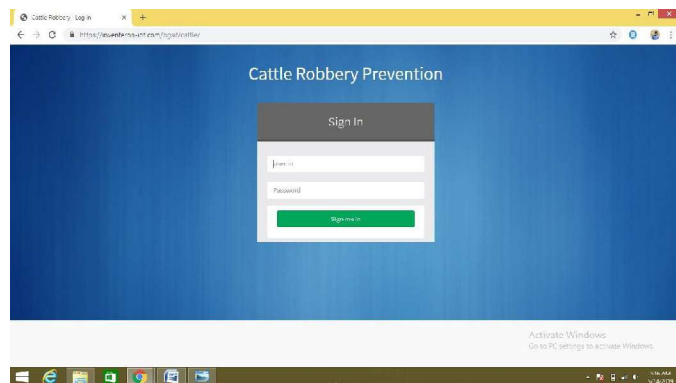 Cattle Robbery - Log in
Cattle Robbery Prevention
Sign In
Password
Sign me in
Activate Windows
Go to PC settings to activate Windows.